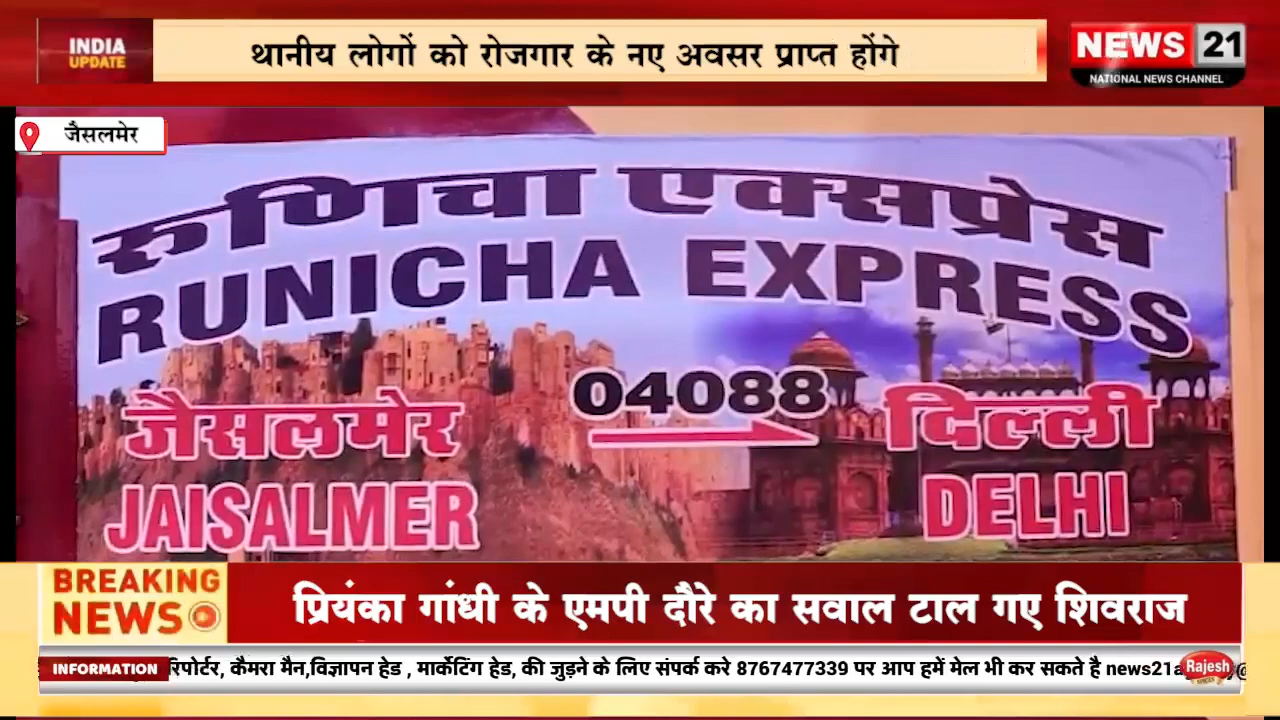 INDIA
UPDATE
थानीय लोगों को रोजगार के नए अवसर प्राप्त होंगे
NEWS 21
NATIONAL NEWS CHANNEL
जैसलमेर
रुणिचा एक्सप्रेस
RUNICHA EXPRESS
04088
जैसलमेर
दिल्ली
JAISALMER
DELHI
BREAKING
NEWS
प्रियंका गांधी के एमपी दौरे का सवाल टाल गए शिवराज
INFORMATION
रिपोर्टर, कैमरा मैन,विज्ञापन हेड , मार्केटिंग हेड, की जुड़ने के लिए संपर्क करे 8767477339 पर आप हमें मेल भी कर सकते है
Rajesh